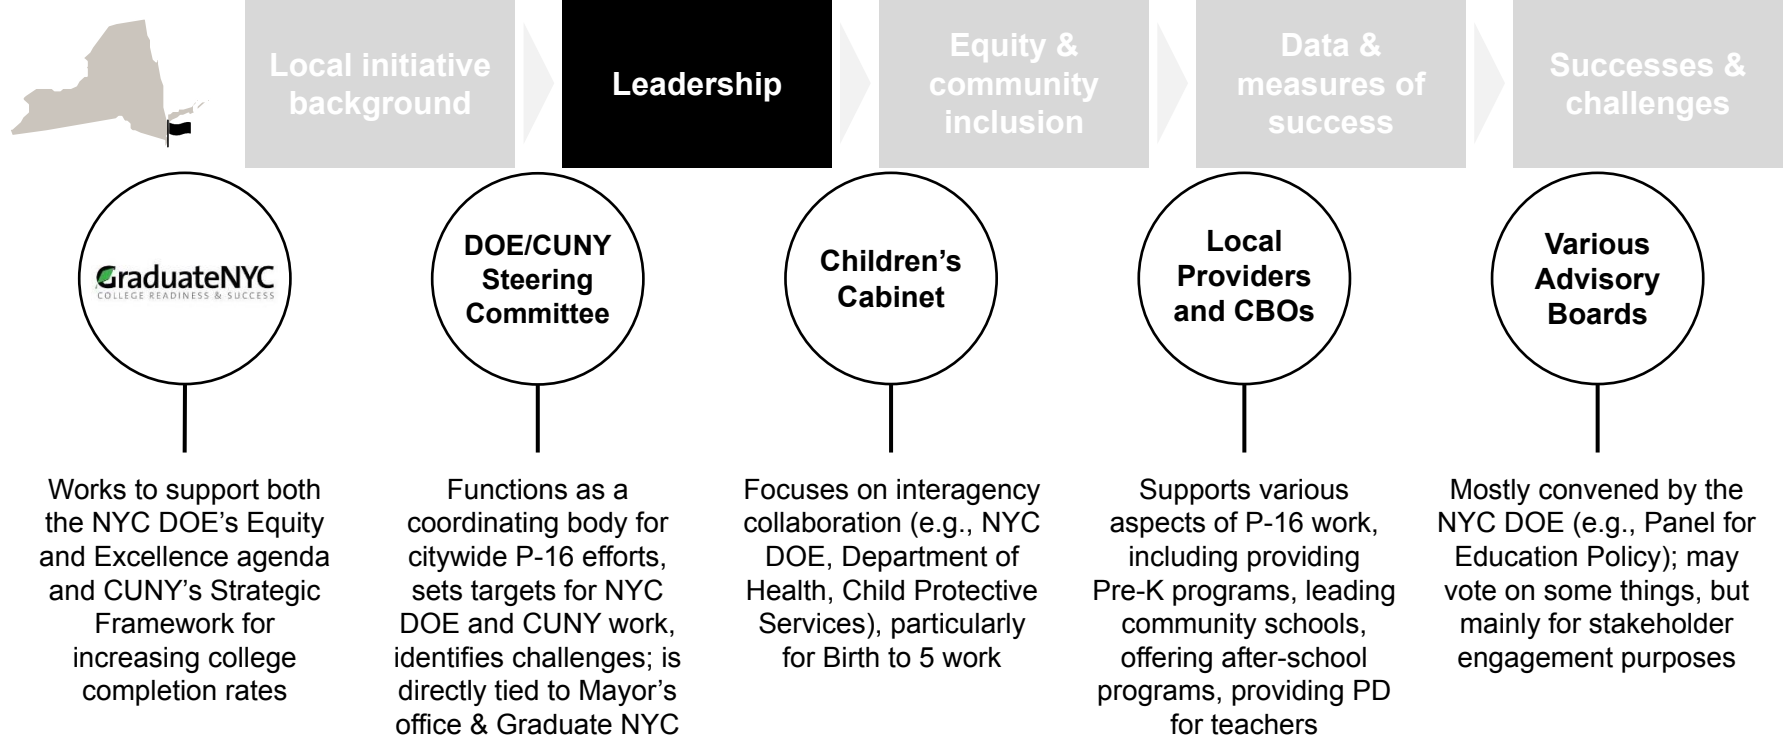 Local initiative
background
Leadership
Equity &
community
inclusion
Data &
measures of
success
Successes &
challenges
GraduateNYC
COLLEGE READINESS & SUCCESS
DOE/CUNY
Steering
Committee
Children’s
Cabinet
Local
Providers
and CBOs
Various
Advisory
Boards
Works to support both
the NYC DOE’s Equity
and Excellence agenda
and CUNY’s Strategic
Framework for
increasing college
completion rates
Functions as a
coordinating body for
citywide P-16 efforts,
sets targets for NYC
DOE and CUNY work,
identifies challenges; is
directly tied to Mayor’s
office & Graduate NYC
Focuses on interagency
collaboration (e.g., NYC
DOE, Department of
Health, Child Protective
Services), particularly
for Birth to 5 work
Supports various
aspects of P-16 work,
including providing
Pre-K programs, leading
community schools,
offering after-school
programs, providing PD
for teachers
Mostly convened by the
NYC DOE (e.g., Panel for
Education Policy); may
vote on some things, but
mainly for stakeholder
engagement purposes